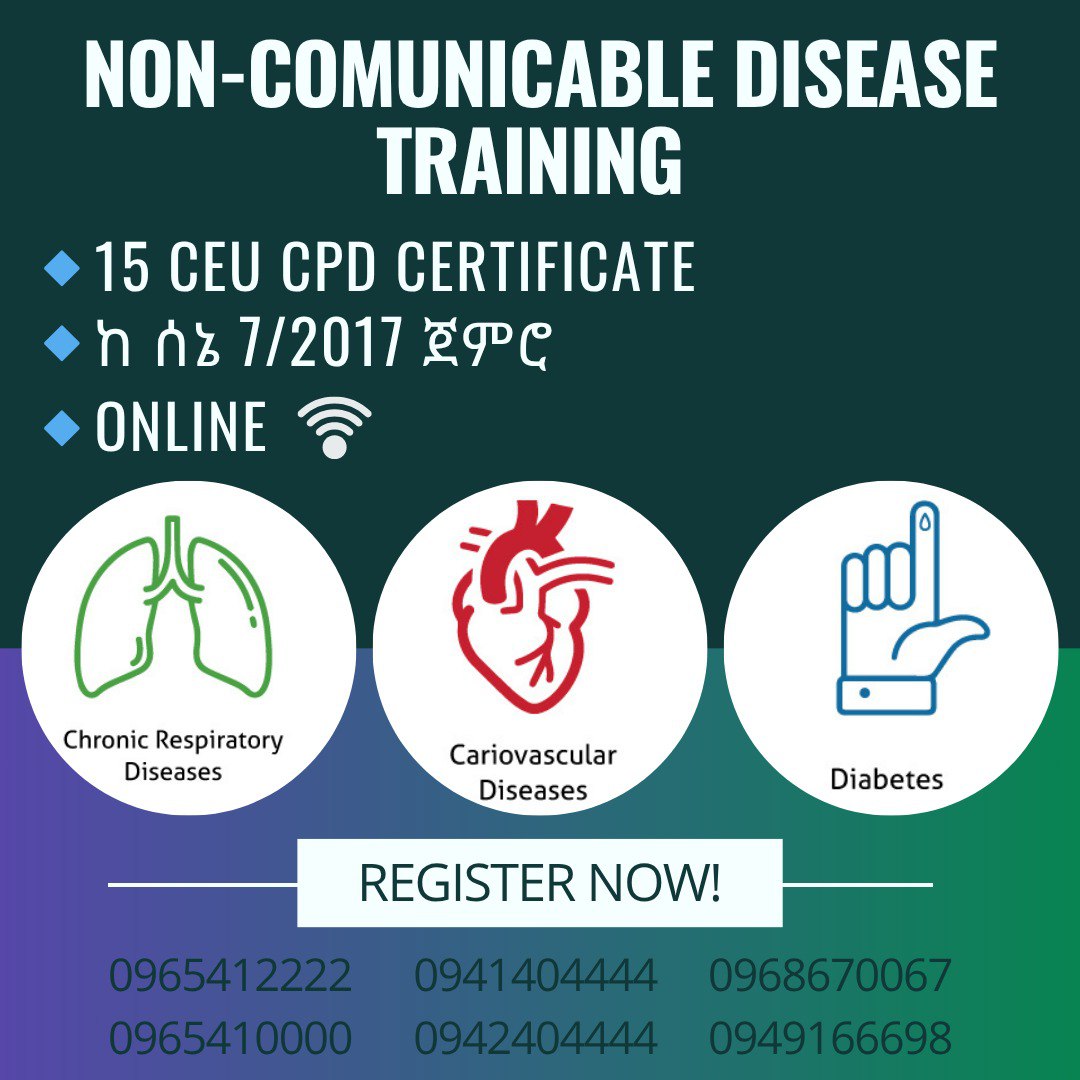 NON-COMUNICABLE DISEASE
TRAINING
15 CEU CPD CERTIFICATE
ከ ሰኔ 7/2017 ጀምሮ
ONLINE
Chronic Respiratory
Diseases
Cariovascular
Diseases
Diabetes
REGISTER NOW!
0965412222 0941404444 0968670067
0965410000 0942404444 0949166698